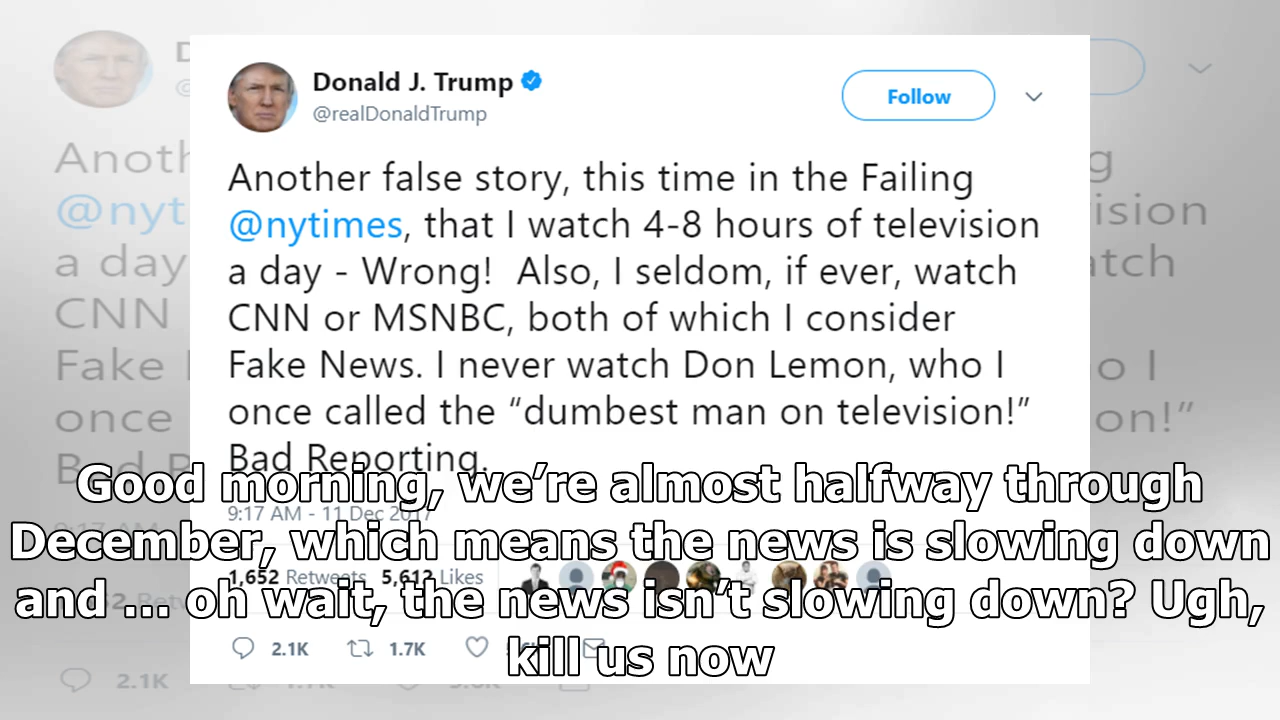 Donald J. Trump
@realDonaldTrump
Follow
Another false story, this time in the Failing
@nytimes, that I watch 4-8 hours of television
a day - Wrong!  Also, I seldom, if ever, watch
CNN or MSNBC, both of which I consider
Fake News. I never watch Don Lemon, who I
once called the “dumbest man on television!”
Bad Reporting.
9:17 AM - 11 Dec 2017
1,652 Retweets 5,612 Likes
2.1K 1.7K
Good morning, we’re almost halfway through
December, which means the news is slowing down
and ... oh wait, the news isn’t slowing down? Ugh,
kill us now